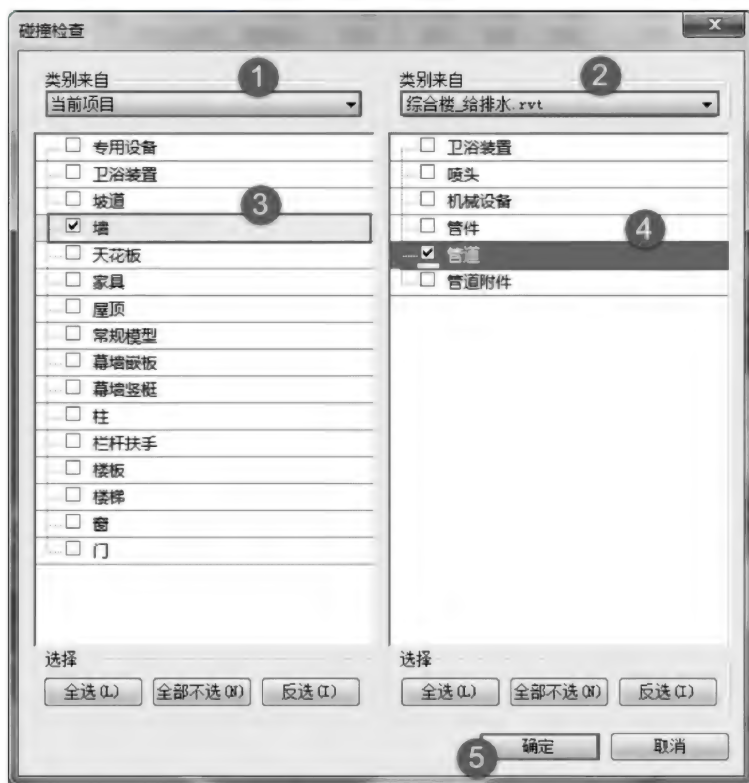 碰撞检查
x
类别来自
1
当前项目
专用设备
卫浴装置
坡道
3
墙
天花板
家具
屋顶
常规模型
幕墙嵌板
幕墙竖梃
柱
栏杆扶手
楼板
楼梯
窗
门
选择
全选(L) 全部不选(N) 反选(I)
类别来自
2
综合楼_给排水.rvt
卫浴装置
喷头
机械设备
管件
4
管道
管道附件
选择
全选(L) 全部不选(N) 反选(I)
5
确定 取消